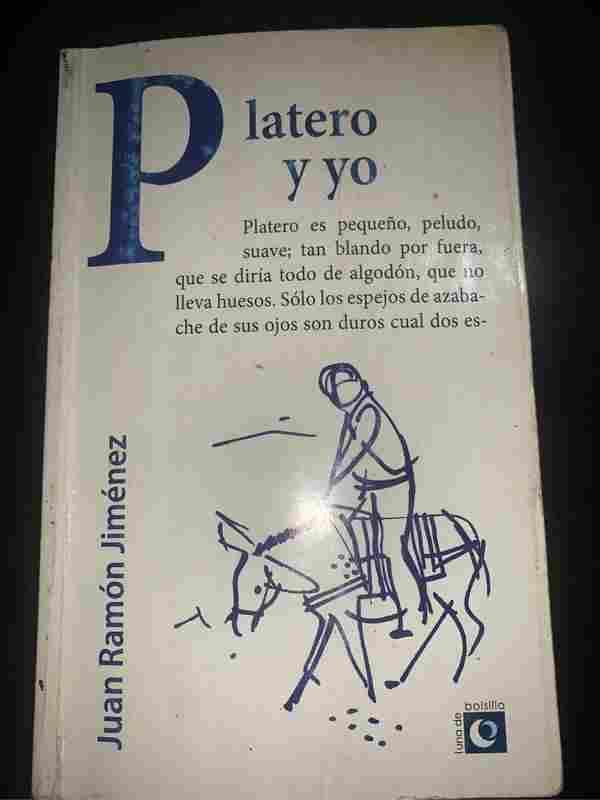 Platero
y yo
Platero es pequeño, peludo,
suave; tan blando por fuera,
que se diría todo de algodón, que no
lleva huesos. Sólo los espejos de azaba-
che de sus ojos son duros cual dos es-
Juan Ramón Jiménez
luna de
bolsillo